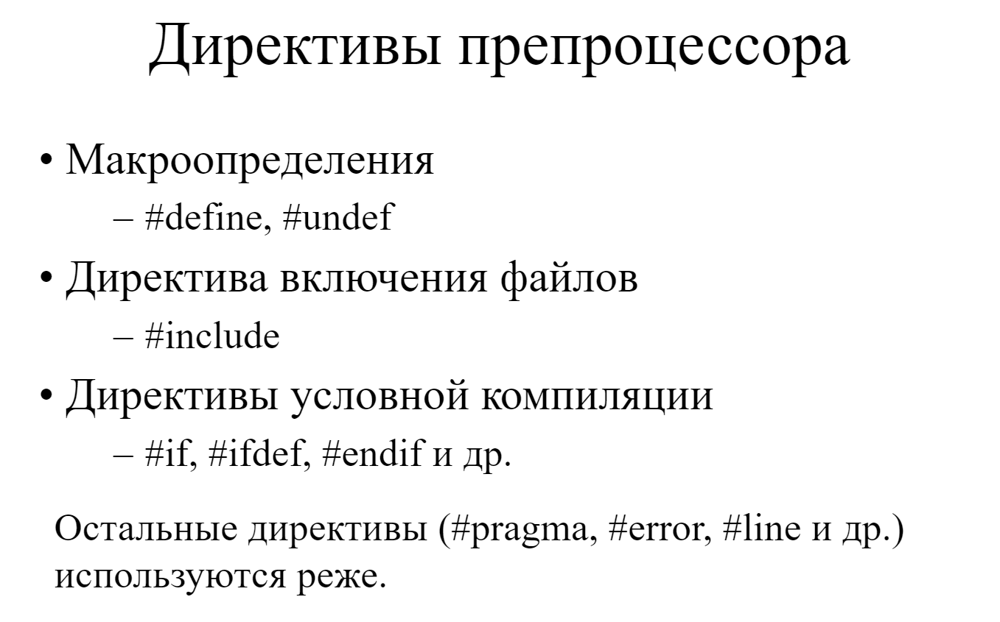 Директивы препроцессора
• Макроопределения
– #define, #undef
• Директива включения файлов
– #include
• Директивы условной компиляции
– #if, #ifdef, #endif и др.
Остальные директивы (#pragma, #error, #line и др.)
используются реже.